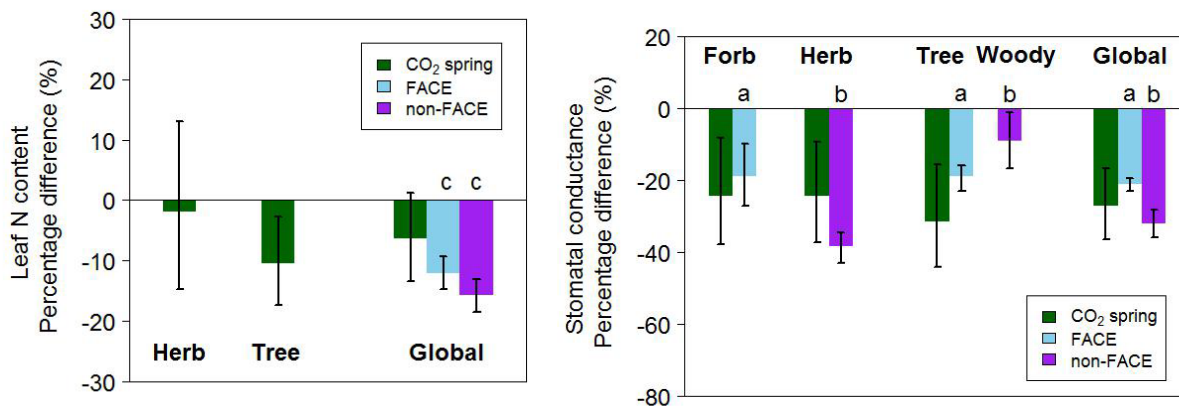 Leaf N content
Percentage difference (%)
30
20
10
0
-10
-20
-30
CO₂ spring
FACE
non-FACE
c c
Herb Tree Global
Stomatal conductance
Percentage difference (%)
20
0
-20
-40
-60
-80
Forb Herb Tree Woody Global
a b a b a b
CO₂ spring
FACE
non-FACE